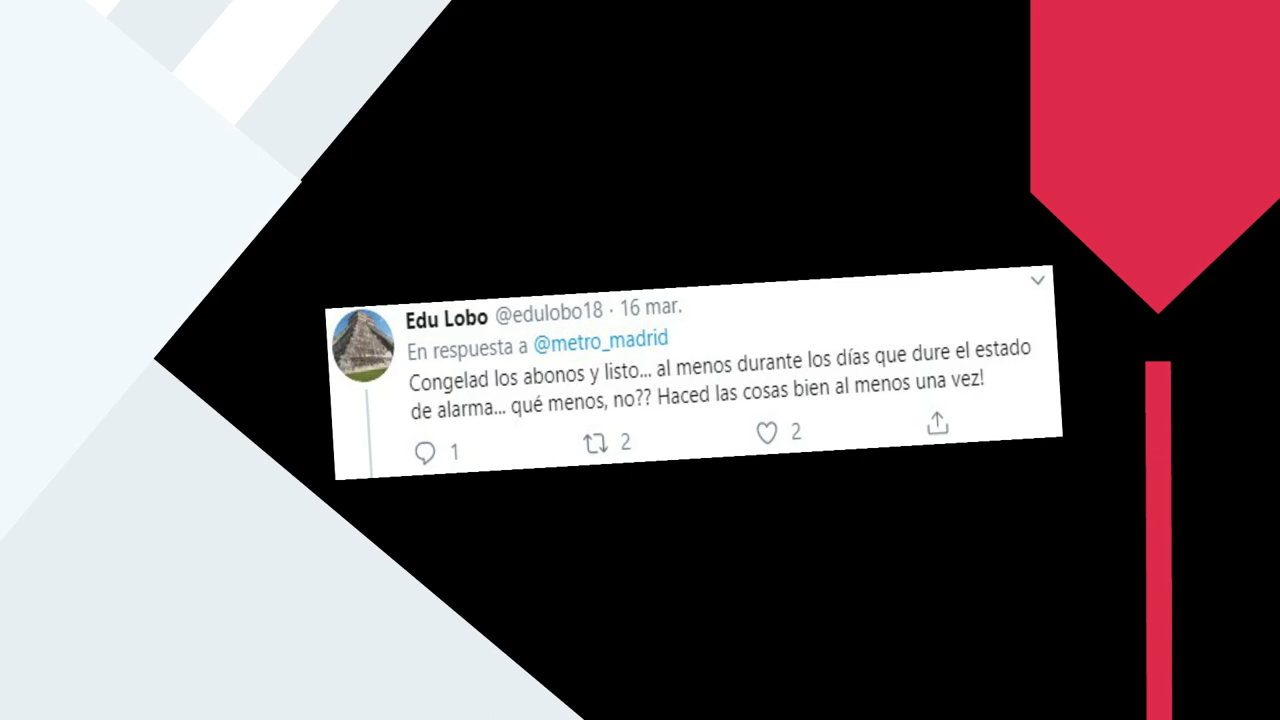 Edu Lobo @edulobo18 · 16 mar.
En respuesta a @metro_madrid
Congelad los abonos y listo... al menos durante los días que dure el estado
de alarma... qué menos, no?? Haced las cosas bien al menos una vez!
1 2 2